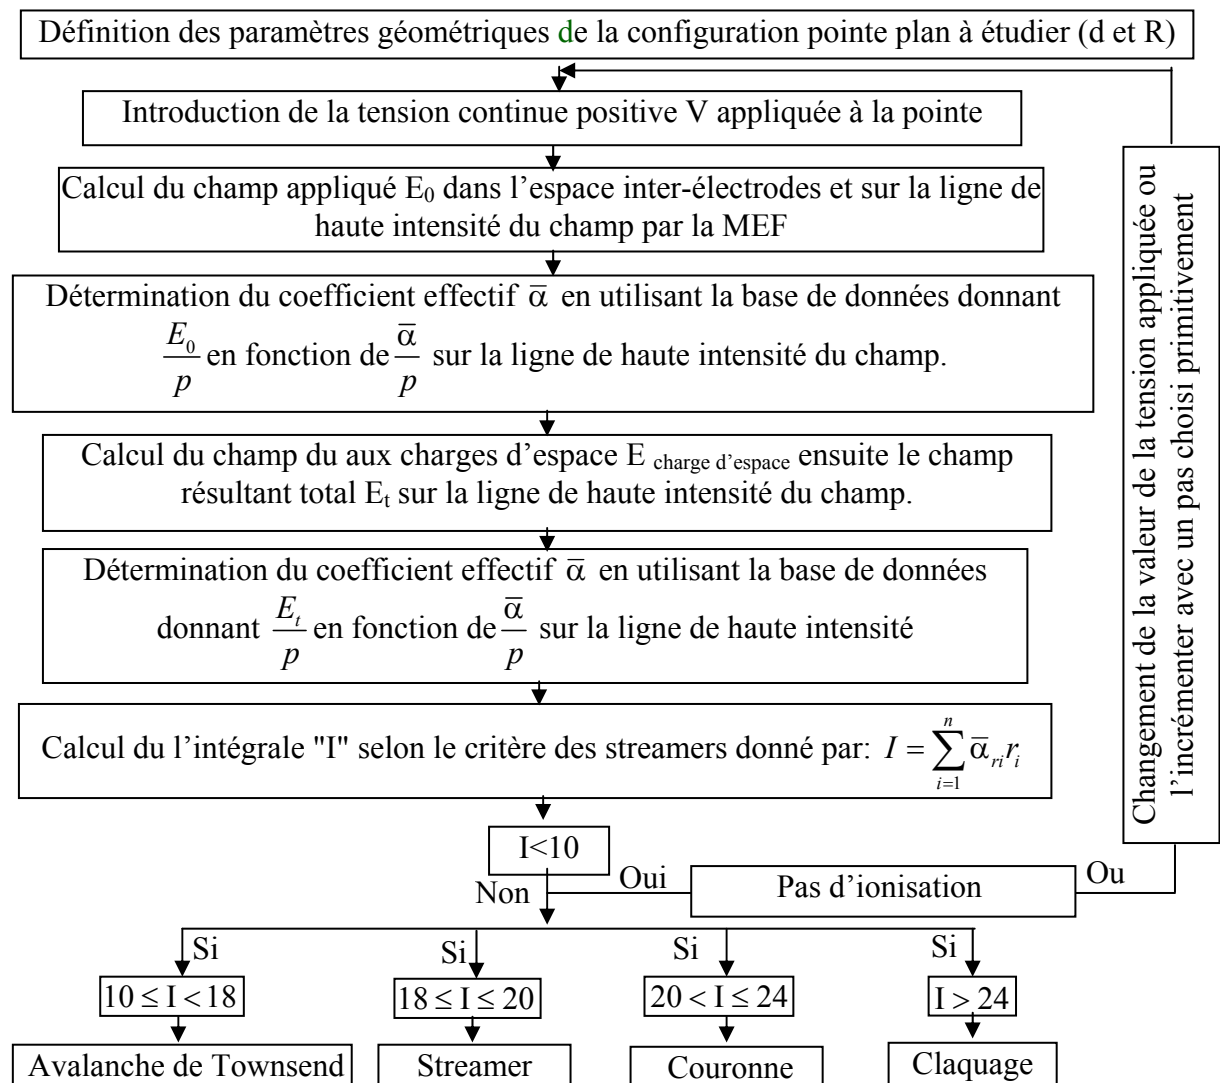 Définition des paramètres géométriques de la configuration pointe plan à étudier (d et R)
Introduction de la tension continue positive V appliquée à la pointe
Calcul du champ appliqué E₀ dans l’espace inter-électrodes et sur la ligne de
haute intensité du champ par la MEF
Détermination du coefficient effectif ᾱ en utilisant la base de données donnant
E₀/p en fonction de ᾱ/p sur la ligne de haute intensité du champ.
Calcul du champ du aux charges d’espace E charge d’espace ensuite le champ
résultant total Eₜ sur la ligne de haute intensité du champ.
Détermination du coefficient effectif ᾱ en utilisant la base de données
donnant Eₜ/p en fonction de ᾱ/p sur la ligne de haute intensité
Calcul du l’intégrale "I" selon le critère des streamers donné par: I = ∑_{i=1}^{n} ᾱ_{ri} r_i
I<10
Non
Oui
Pas d’ionisation
Ou
Changement de la valeur de la tension appliquée ou
l’incrémenter avec un pas choisi primitivement
Si
Si
Si
Si
10 ≤ I < 18
18 ≤ I ≤ 20
20 < I ≤ 24
I > 24
Avalanche de Townsend
Streamer
Couronne
Claquage